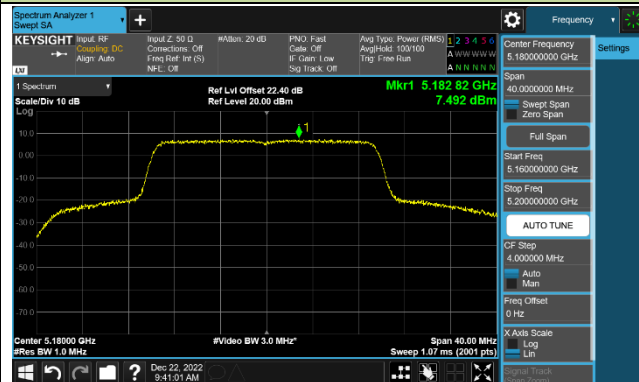 Spectrum Analyzer 1
Swept SA
Frequency
KEYSIGHT
Input: RF
Coupling: DC
Align: Auto
Input Z: 50 Ω
Corrections: Off
Freq Ref: Int (S)
NFE: Off
#Atten: 20 dB
PNO: Fast
Gate: Off
IF Gain: Low
Sig Track: Off
Avg Type: Power (RMS)
Avg|Hold: 100/100
Trig: Free Run
1 2 3 4 5 6
A W W W W W
A N N N N N
LXI
1 Spectrum
Scale/Div 10 dB
Log
Ref Lvl Offset 22.40 dB
Ref Level 20.00 dBm
Mkr1 5.182 82 GHz
7.492 dBm
1
10.0
0.00
-10.0
-20.0
-30.0
-40.0
-50.0
-60.0
-70.0
Center 5.18000 GHz
#Res BW 1.0 MHz
#Video BW 3.0 MHz*
Span 40.00 MHz
Sweep 1.07 ms (2001 pts)
Dec 22, 2022
9:41:01 AM
Center Frequency
5.180000000 GHz
Span
40.0000000 MHz
Swept Span
Zero Span
Full Span
Start Freq
5.160000000 GHz
Stop Freq
5.200000000 GHz
AUTO TUNE
CF Step
4.000000 MHz
Auto
Man
Freq Offset
0 Hz
X Axis Scale
Log
Lin
Signal Track
(Span Zoom)
Settings